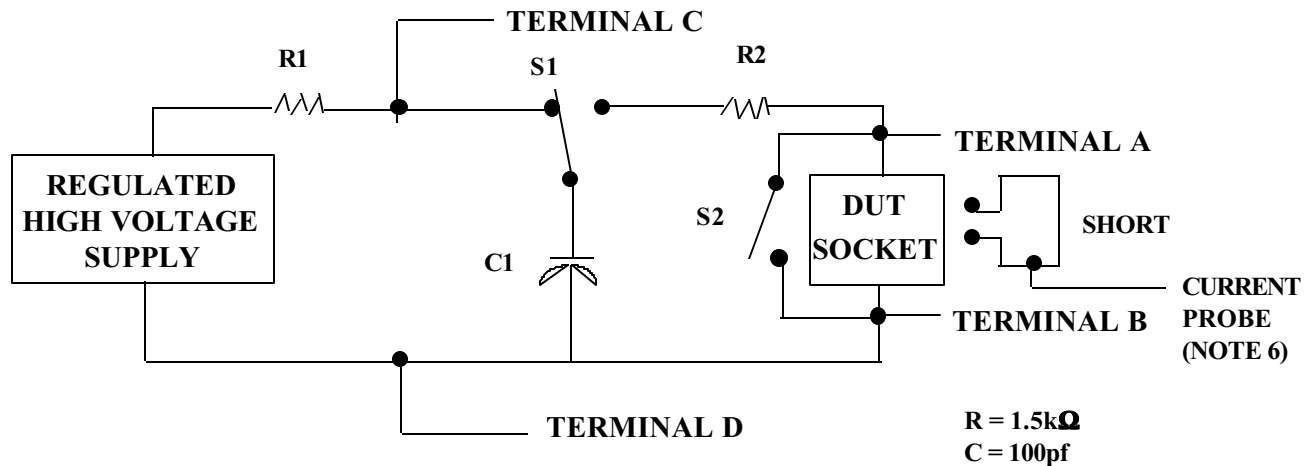 TERMINAL C
R1
S1
R2
TERMINAL A
REGULATED
HIGH VOLTAGE
SUPPLY
S2
DUT
SOCKET
SHORT
C1
CURRENT
PROBE
(NOTE 6)
TERMINAL B
TERMINAL D
R = 1.5kΩ
C = 100pf